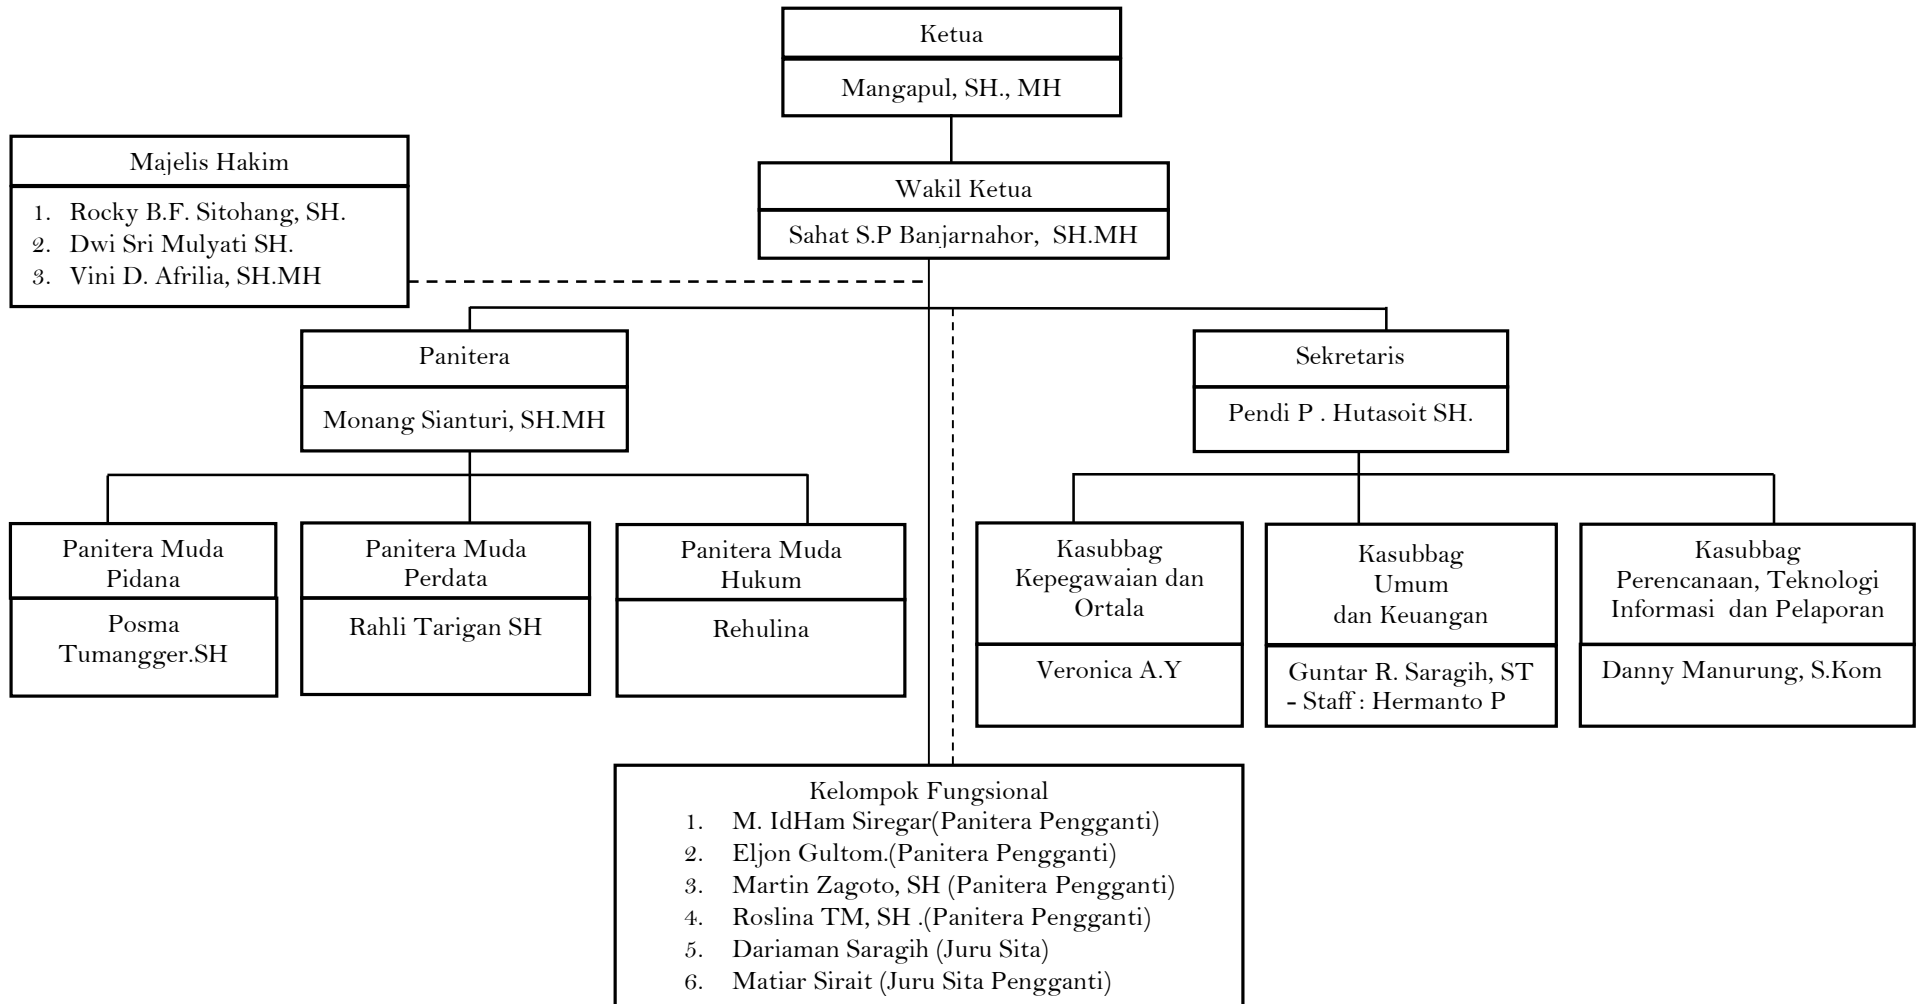 Ketua
Mangapul, SH., MH
Majelis Hakim
1. Rocky B.F. Sitohang, SH.
2. Dwi Sri Mulyati SH.
3. Vini D. Afrilia, SH.MH
Wakil Ketua
Sahat S.P Banjarnahor, SH.MH
Panitera
Monang Sianturi, SH.MH
Sekretaris
Pendi P . Hutasoit SH.
Panitera Muda
Pidana
Posma
Tumangger.SH
Panitera Muda
Perdata
Rahli Tarigan SH
Panitera Muda
Hukum
Rehulina
Kasubbag
Kepegawaian dan
Ortala
Veronica A.Y
Kasubbag
Umum
dan Keuangan
Guntar R. Saragih, ST
- Staff : Hermanto P
Kasubbag
Perencanaan, Teknologi
Informasi dan Pelaporan
Danny Manurung, S.Kom
Kelompok Fungsional
1. M. IdHam Siregar(Panitera Pengganti)
2. Eljon Gultom.(Panitera Pengganti)
3. Martin Zagoto, SH (Panitera Pengganti)
4. Roslina TM, SH .(Panitera Pengganti)
5. Dariaman Saragih (Juru Sita)
6. Matiar Sirait (Juru Sita Pengganti)